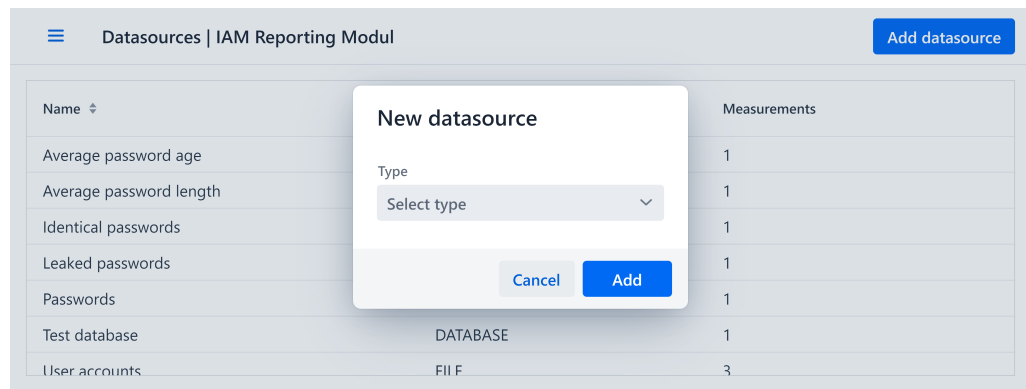 Datasources | IAM Reporting Modul
Add datasource
Name
Measurements
New datasource
Type
Select type
Cancel
Add
Average password age
1
Average password length
1
Identical passwords
1
Leaked passwords
1
Passwords
1
Test database
DATABASE
1
User accounts
FILE
3